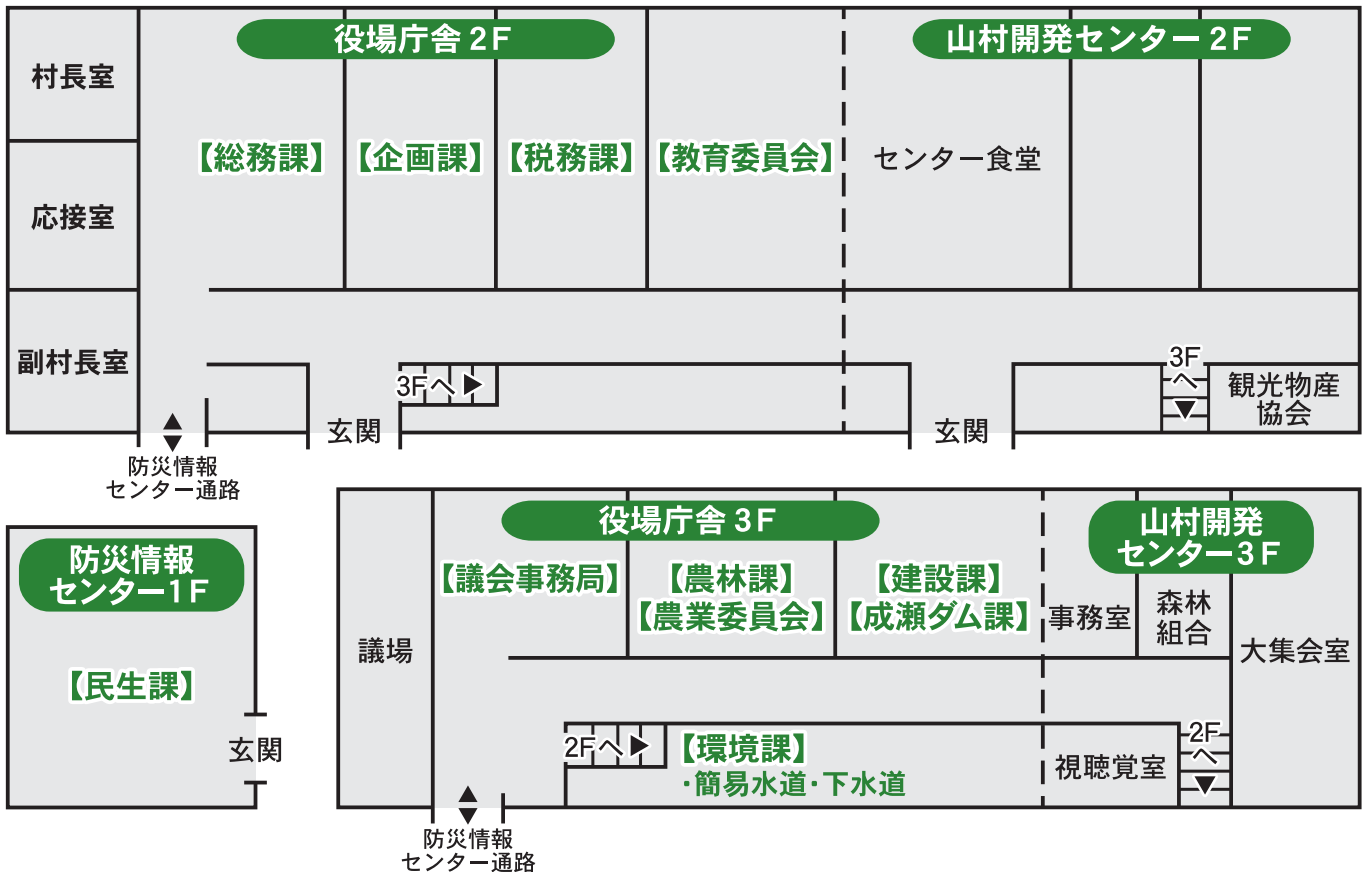 役場庁舎2F
山村開発センター2F
村長室
応接室
副村長室
【総務課】
【企画課】
【税務課】
【教育委員会】
センター食堂
3Fへ
玄関
玄関
3F
へ
観光物産
協会
防災情報
センター通路
防災情報
センター1F
【民生課】
玄関
役場庁舎3F
山村開発
センター3F
議場
【議会事務局】
【農林課】
【農業委員会】
【建設課】
【成瀬ダム課】
事務室
森林
組合
大集会室
2Fへ
【環境課】
・簡易水道・下水道
視聴覚室
2F
へ
防災情報
センター通路